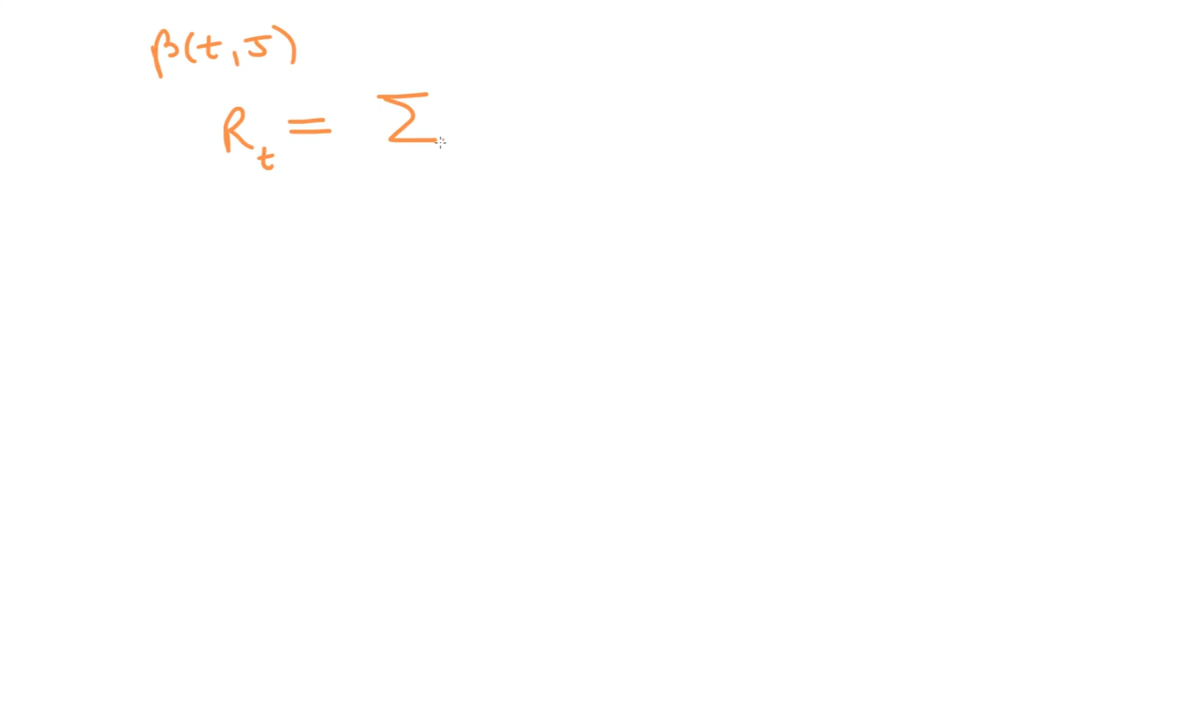 β(t,τ)
R_t = Σ